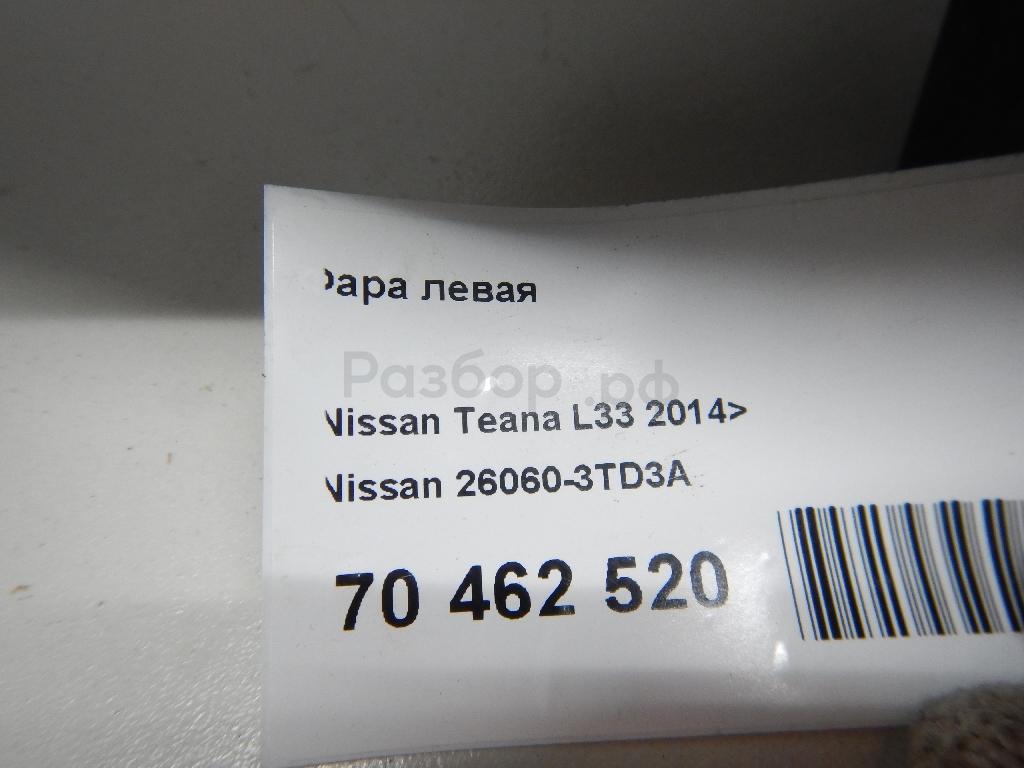 Фара левая
Разбор.рф
Nissan Teana L33 2014>
Nissan 26060-3TD3A
70 462 520